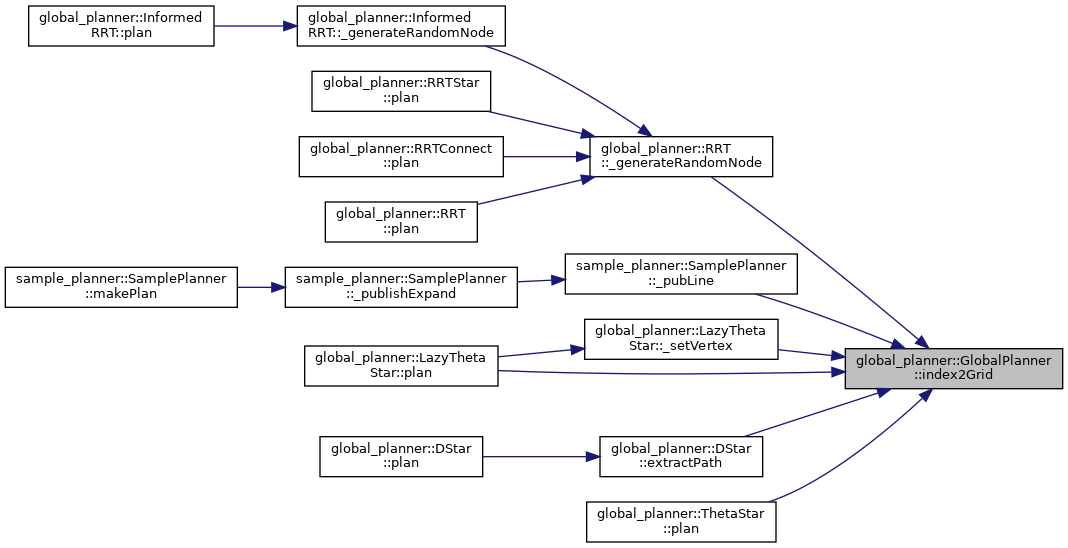 global_planner::Informed
RRT::plan
global_planner::Informed
RRT::_generateRandomNode
global_planner::RRTStar
::plan
global_planner::RRTConnect
::plan
global_planner::RRT
::_generateRandomNode
global_planner::RRT
::plan
sample_planner::SamplePlanner
::makePlan
sample_planner::SamplePlanner
::_publishExpand
sample_planner::SamplePlanner
::_pubLine
global_planner::LazyTheta
Star::_setVertex
global_planner::LazyTheta
Star::plan
global_planner::GlobalPlanner
::index2Grid
global_planner::DStar
::plan
global_planner::DStar
::extractPath
global_planner::ThetaStar
::plan